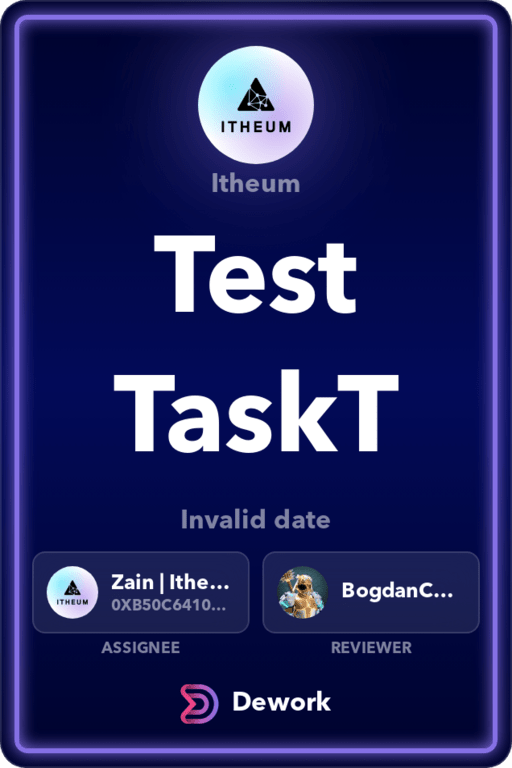 ITHEUM
Itheum
Test
TaskT
Invalid date
ITHEUM
Zain | Ithe...
0XB50C6410...
BogdanC...
ASSIGNEE
REVIEWER
Dework